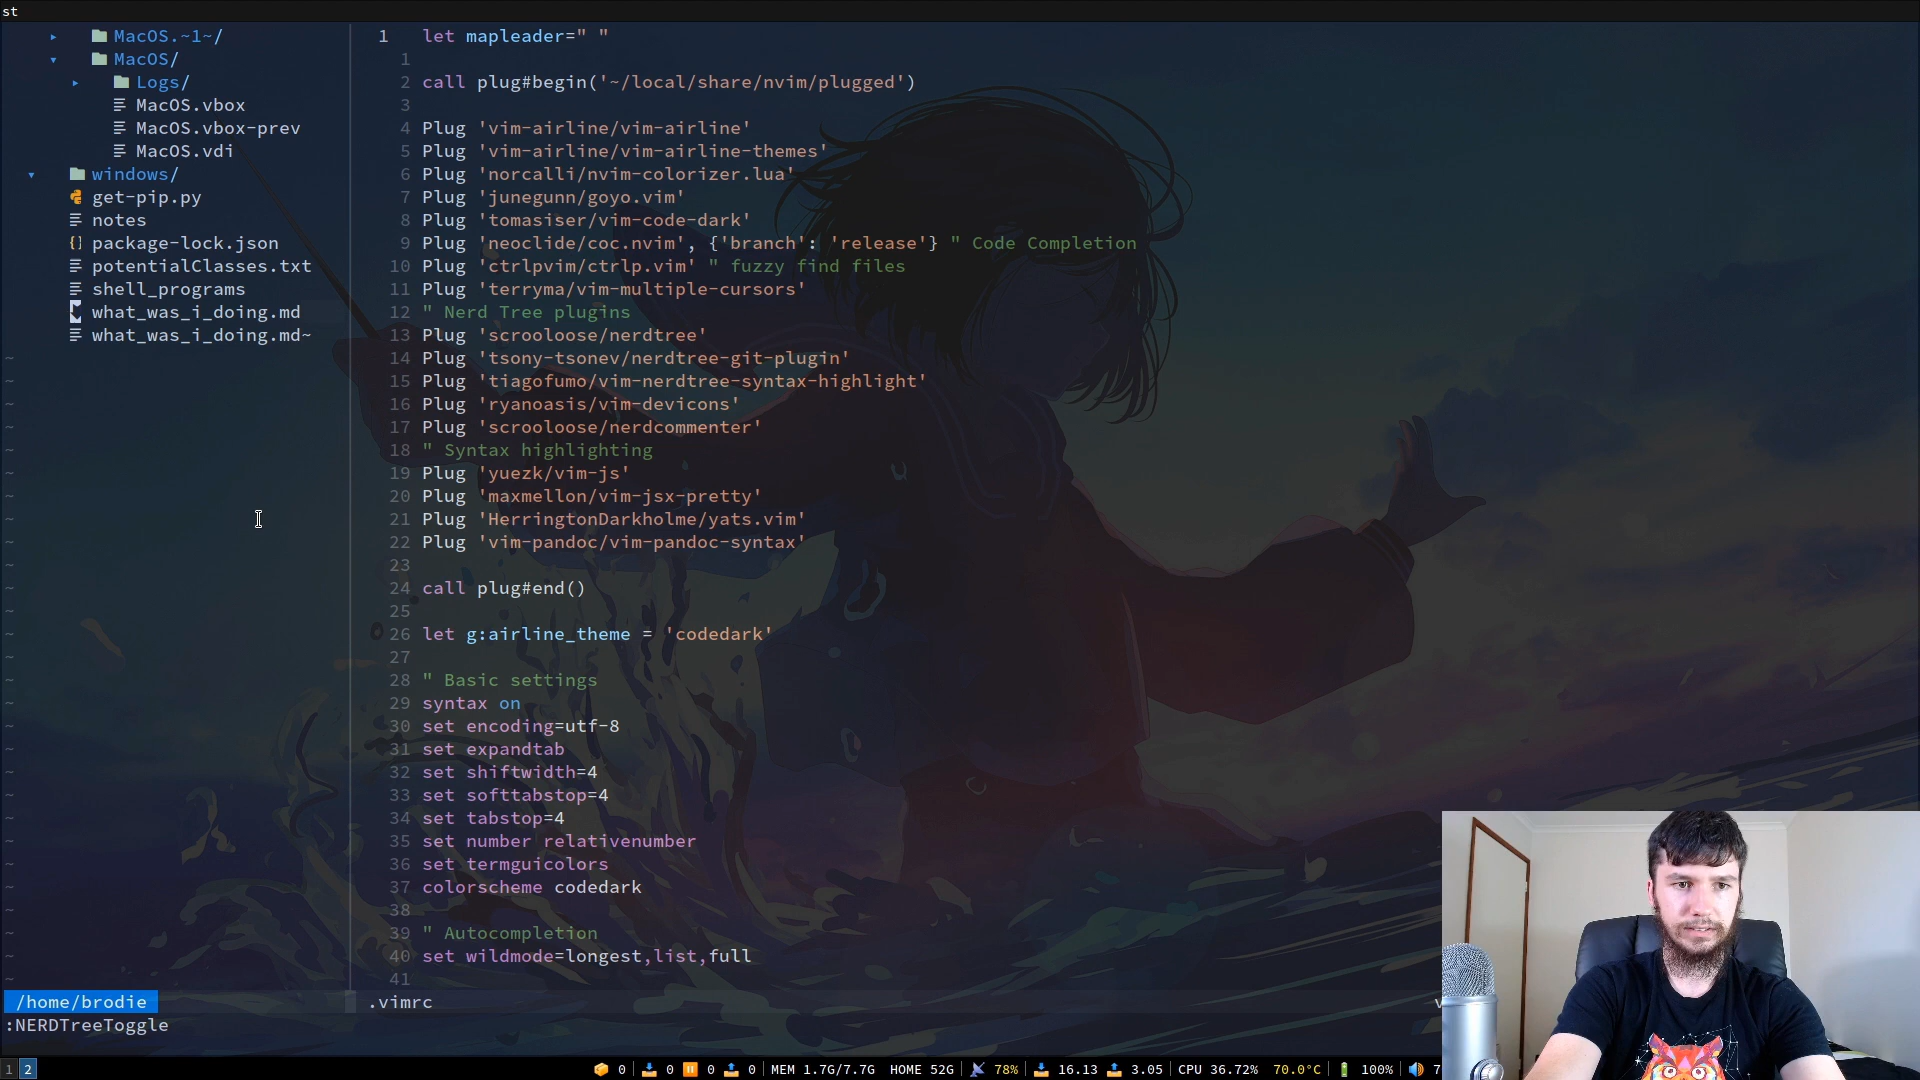 st
MacOS.~1~/
MacOS/
Logs/
MacOS.vbox
MacOS.vbox-prev
MacOS.vdi
windows/
get-pip.py
notes
package-lock.json
potentialClasses.txt
shell_programs
what_was_i_doing.md
what_was_i_doing.md~
/home/brodie
:NERDTreeToggle
1 let mapleader=" "
1
2 call plug#begin('~/local/share/nvim/plugged')
3
4 Plug 'vim-airline/vim-airline'
5 Plug 'vim-airline/vim-airline-themes'
6 Plug 'norcalli/nvim-colorizer.lua'
7 Plug 'junegunn/goyo.vim'
8 Plug 'tomasiser/vim-code-dark'
9 Plug 'neoclide/coc.nvim', {'branch': 'release'} " Code Completion
10 Plug 'ctrlpvim/ctrlp.vim' " fuzzy find files
11 Plug 'terryma/vim-multiple-cursors'
12 " Nerd Tree plugins
13 Plug 'scrooloose/nerdtree'
14 Plug 'tsony-tsonev/nerdtree-git-plugin'
15 Plug 'tiagofumo/vim-nerdtree-syntax-highlight'
16 Plug 'ryanoasis/vim-devicons'
17 Plug 'scrooloose/nerdcommenter'
18 " Syntax highlighting
19 Plug 'yuezk/vim-js'
20 Plug 'maxmellon/vim-jsx-pretty'
21 Plug 'HerringtonDarkholme/yats.vim'
22 Plug 'vim-pandoc/vim-pandoc-syntax'
23
24 call plug#end()
25
26 let g:airline_theme = 'codedark'
27
28 " Basic settings
29 syntax on
30 set encoding=utf-8
31 set expandtab
32 set shiftwidth=4
33 set softtabstop=4
34 set tabstop=4
35 set number relativenumber
36 set termguicolors
37 colorscheme codedark
38
39 " Autocompletion
40 set wildmode=longest,list,full
41
.vimrc
1 2 0 0 0 0 MEM 1.7G/7.7G HOME 52G 78% 16.13 3.05 CPU 36.72% 70.0°C 100%